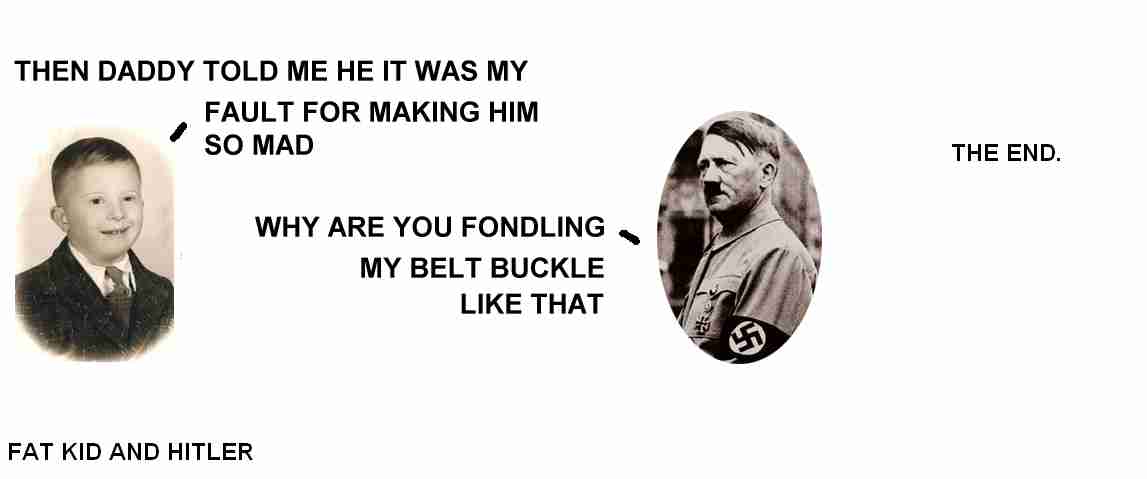 THEN DADDY TOLD ME HE IT WAS MY
FAULT FOR MAKING HIM
SO MAD
WHY ARE YOU FONDLING
MY BELT BUCKLE
LIKE THAT
THE END.
FAT KID AND HITLER